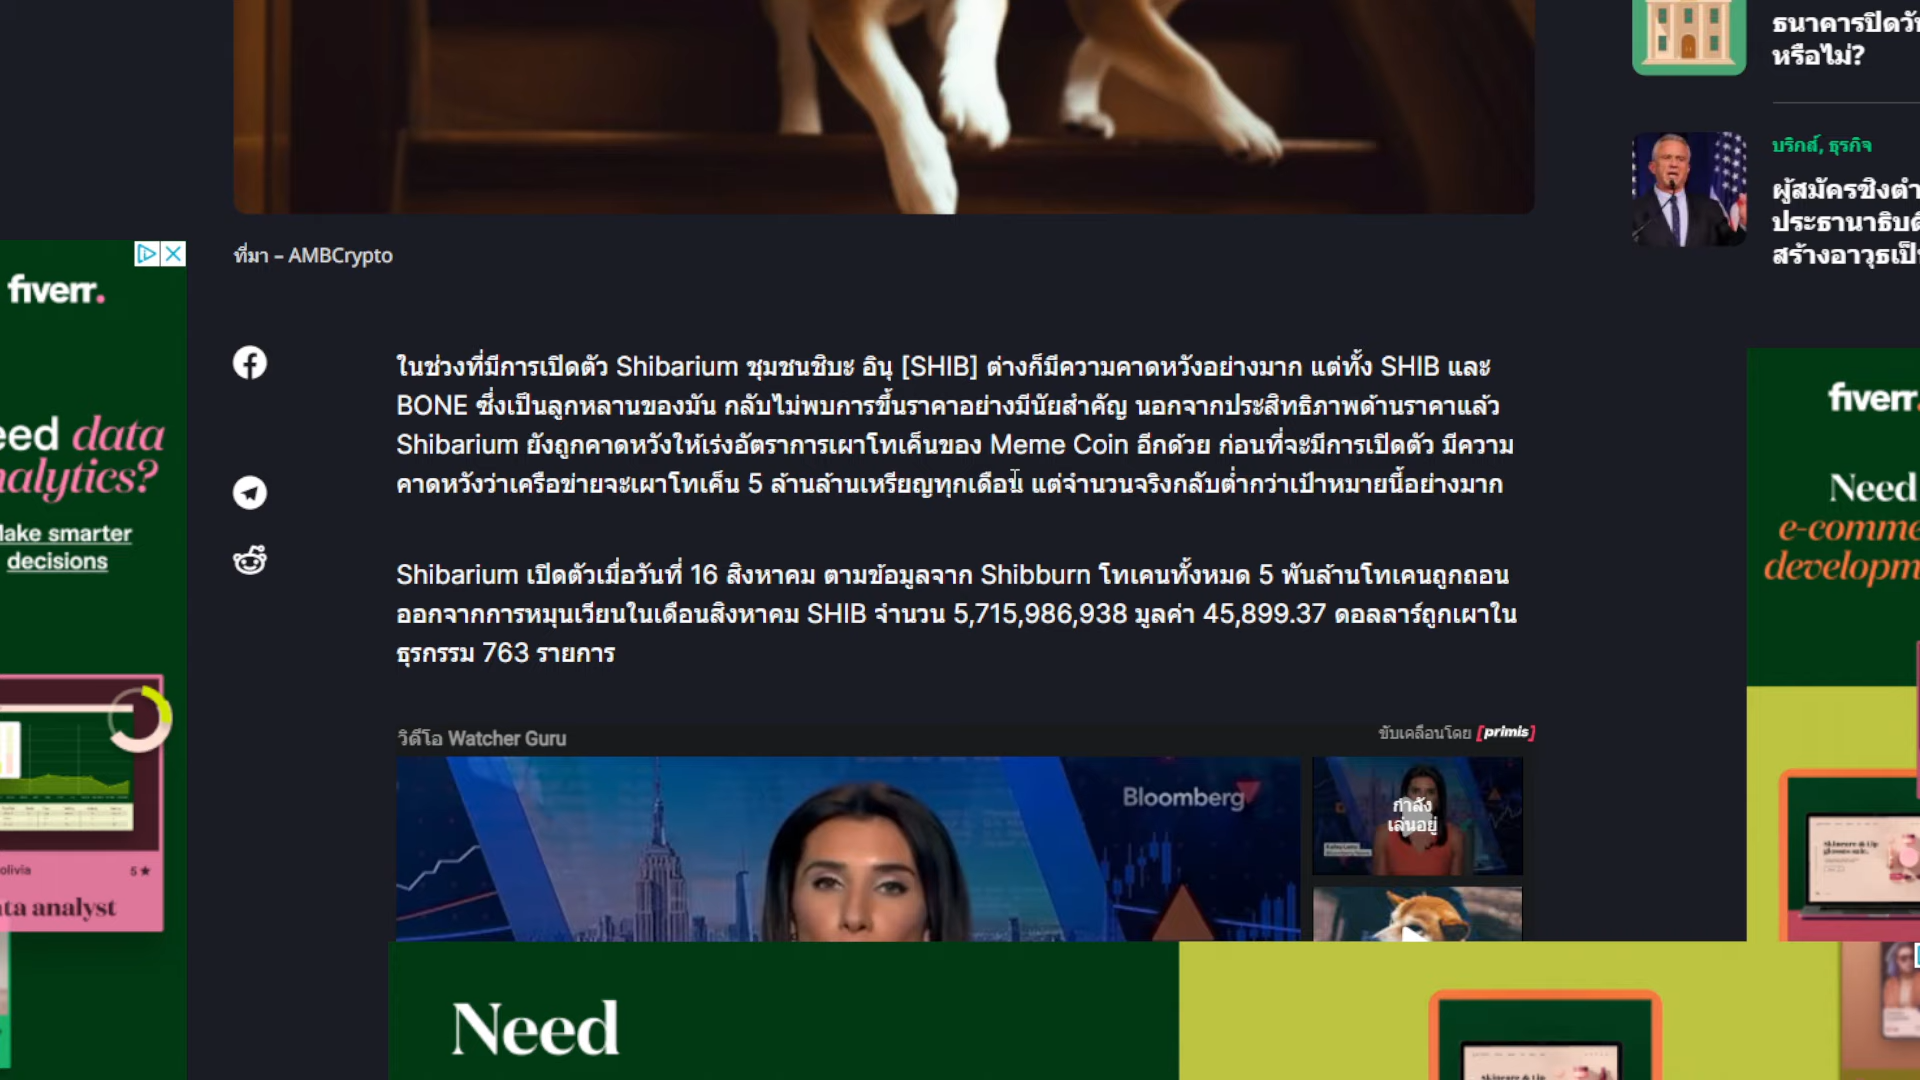 ธนาคารปิดวัน
หรือไม่?
บริกส์, ธุรกิจ
ผู้สมัครชิงตำ
ประธานาธิบดี
สร้างอาวุธเป็น
ที่มา – AMBCrypto
fiverr.
eed data
nalytics?
Make smarter
decisions
olivia 5★
ata analyst
ในช่วงที่มีการเปิดตัว Shibarium ชุมชนชิบะ อินุ [SHIB] ต่างก็มีความคาดหวังอย่างมาก แต่ทั้ง SHIB และ
BONE ซึ่งเป็นลูกหลานของมัน กลับไม่พบการขึ้นราคาอย่างมีนัยสำคัญ นอกจากประสิทธิภาพด้านราคาแล้ว
Shibarium ยังถูกคาดหวังให้เร่งอัตราการเผาโทเค็นของ Meme Coin อีกด้วย ก่อนที่จะมีการเปิดตัว มีความ
คาดหวังว่าเครือข่ายจะเผาโทเค็น 5 ล้านล้านเหรียญทุกเดือน แต่จำนวนจริงกลับต่ำกว่าเป้าหมายนี้อย่างมาก
Shibarium เปิดตัวเมื่อวันที่ 16 สิงหาคม ตามข้อมูลจาก Shibburn โทเคนทั้งหมด 5 พันล้านโทเคนถูกถอน
ออกจากการหมุนเวียนในเดือนสิงหาคม SHIB จำนวน 5,715,986,938 มูลค่า 45,899.37 ดอลลาร์ถูกเผาใน
ธุรกรรม 763 รายการ
วิดีโอ Watcher Guru
ขับเคลื่อนโดย [primis]
Bloomberg
กำลัง
เล่นอยู่
fiverr.
Need
e-comme
developm
Need